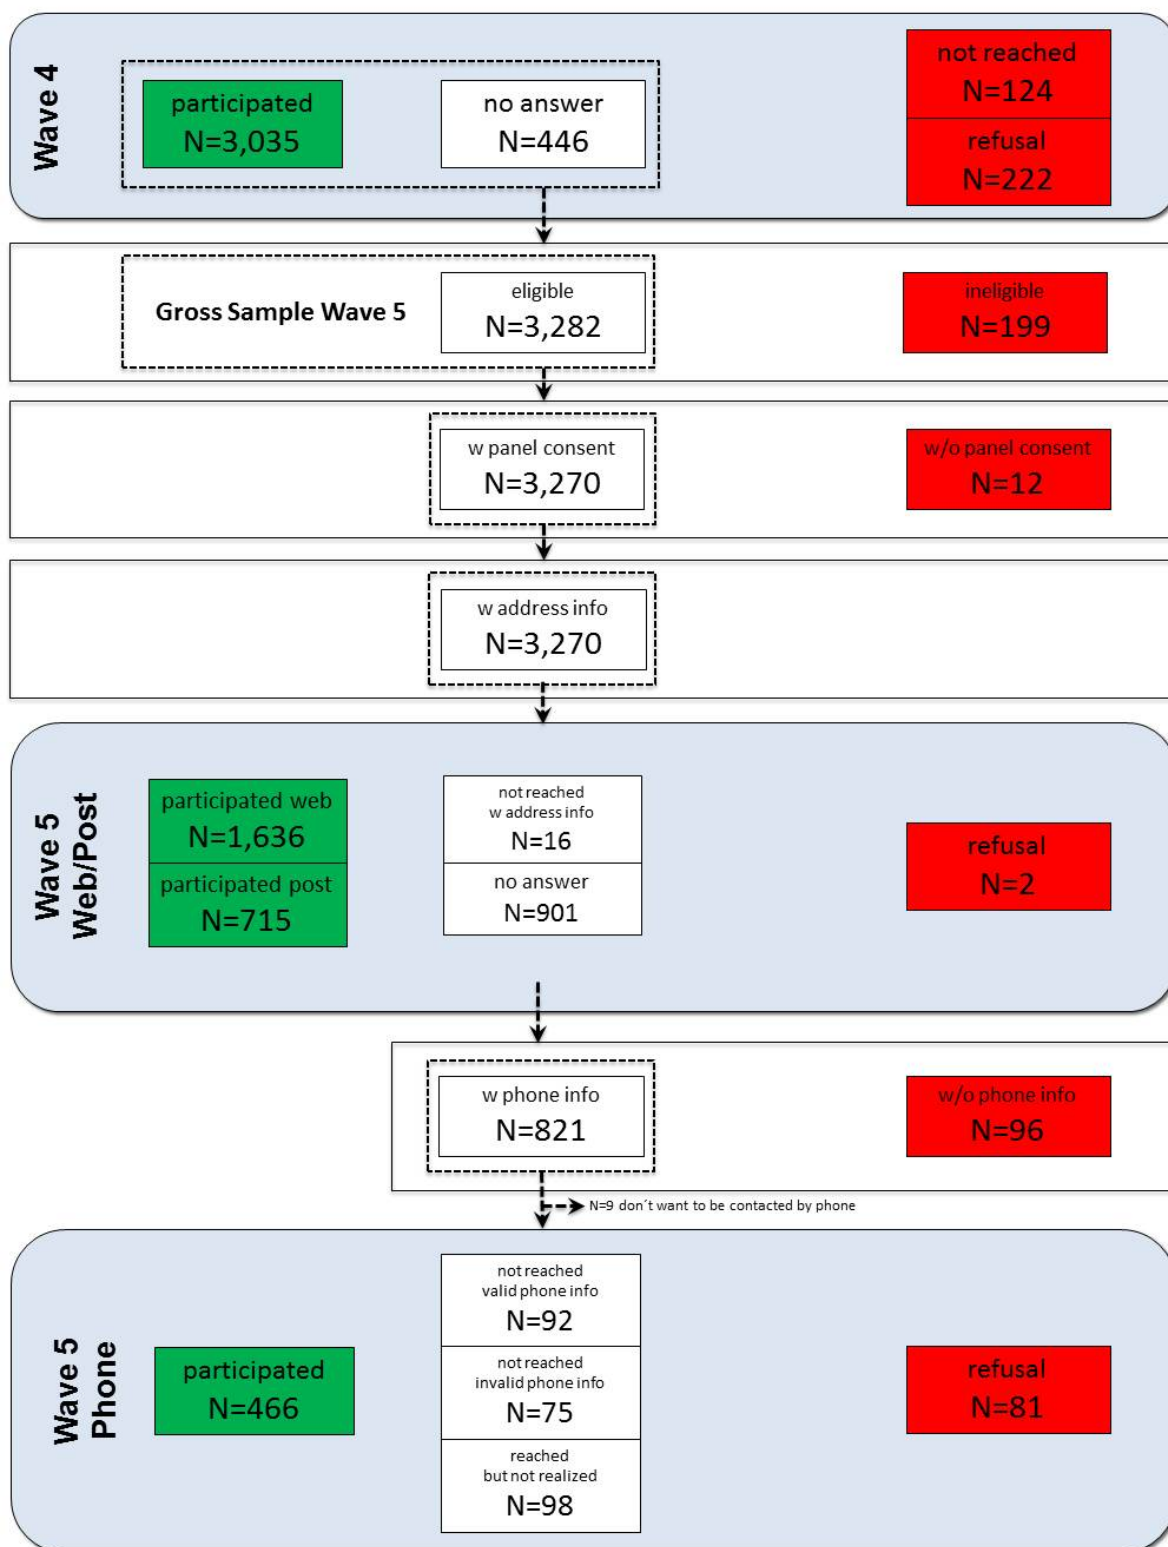 Wave 4
participated
N=3,035
no answer
N=446
not reached
N=124
refusal
N=222
Gross Sample Wave 5
eligible
N=3,282
ineligible
N=199
w panel consent
N=3,270
w/o panel consent
N=12
w address info
N=3,270
Wave 5
Web/Post
participated web
N=1,636
participated post
N=715
not reached
w address info
N=16
no answer
N=901
refusal
N=2
w phone info
N=821
w/o phone info
N=96
N=9 don´t want to be contacted by phone
Wave 5
Phone
participated
N=466
not reached
valid phone info
N=92
not reached
invalid phone info
N=75
reached
but not realized
N=98
refusal
N=81